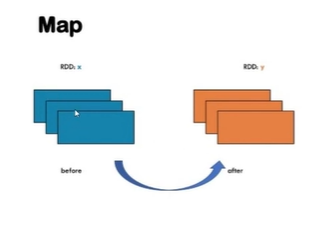 Map
RDD: x
RDD: y
before
after